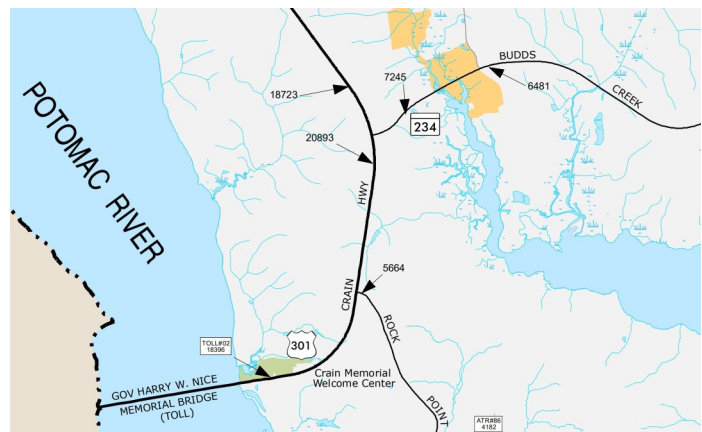 BUDDS
CREEK
7245
6481
18723
234
20893
POTOMAC RIVER
HWY
CRAIN
5664
ROCK
POINT
TOLL#02
18396
301
Crain Memorial
Welcome Center
GOV HARRY W. NICE
MEMORIAL BRIDGE
(TOLL)
ATR#86
4182